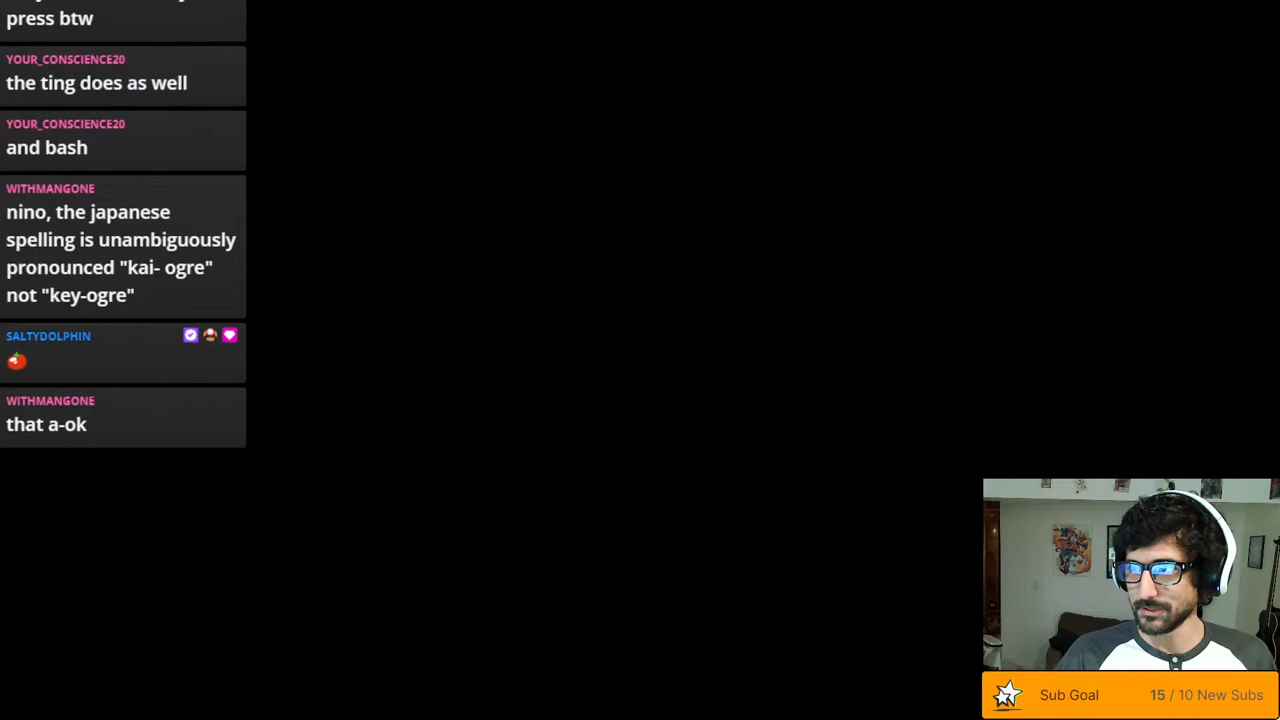 press btw
YOUR_CONSCIENCE20
the ting does as well
YOUR_CONSCIENCE20
and bash
WITHMANGONE
nino, the japanese
spelling is unambiguously
pronounced "kai- ogre"
not "key-ogre"
SALTYDOLPHIN
WITHMANGONE
that a-ok
Sub Goal 15 / 10 New Subs